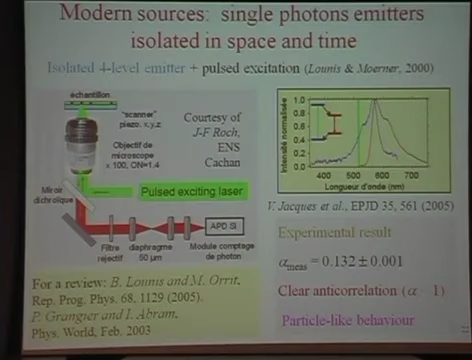 Modern sources: single photons emitters
isolated in space and time
Isolated 4-level emitter + pulsed excitation (Lounis & Moerner, 2000)
échantillon
"scanner"
piezo. x,y,z
Objectif de
microscope
× 100, ON=1.4
Miroir
dichroïque
Pulsed exciting laser
Filtre
rejectif
diaphragme
50 µm
APD Si
Module comptage
de photon
Courtesy of
J-F Roch,
ENS
Cachan
Intensité normalisée
1.0
0.8
0.6
0.4
0.2
0.0
400
500
600
700
Longueur d'onde (nm)
V. Jacques et al., EPJD 35, 561 (2005)
For a review: B. Lounis and M. Orrit,
Rep. Prog. Phys. 68, 1129 (2005).
P. Grangier and I. Abram,
Phys. World, Feb. 2003
Experimental result
αmeas = 0.132 ± 0.001
Clear anticorrelation (α 1)
Particle-like behaviour